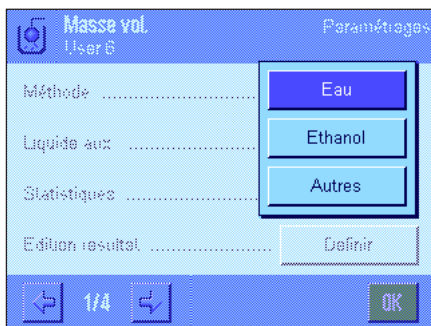 Masse vol.
User 6
Paramétrages
Méthode
Eau
Liquide aux
Ethanol
Statistiques
Autres
Edition résultat
Définir
1/4
OK